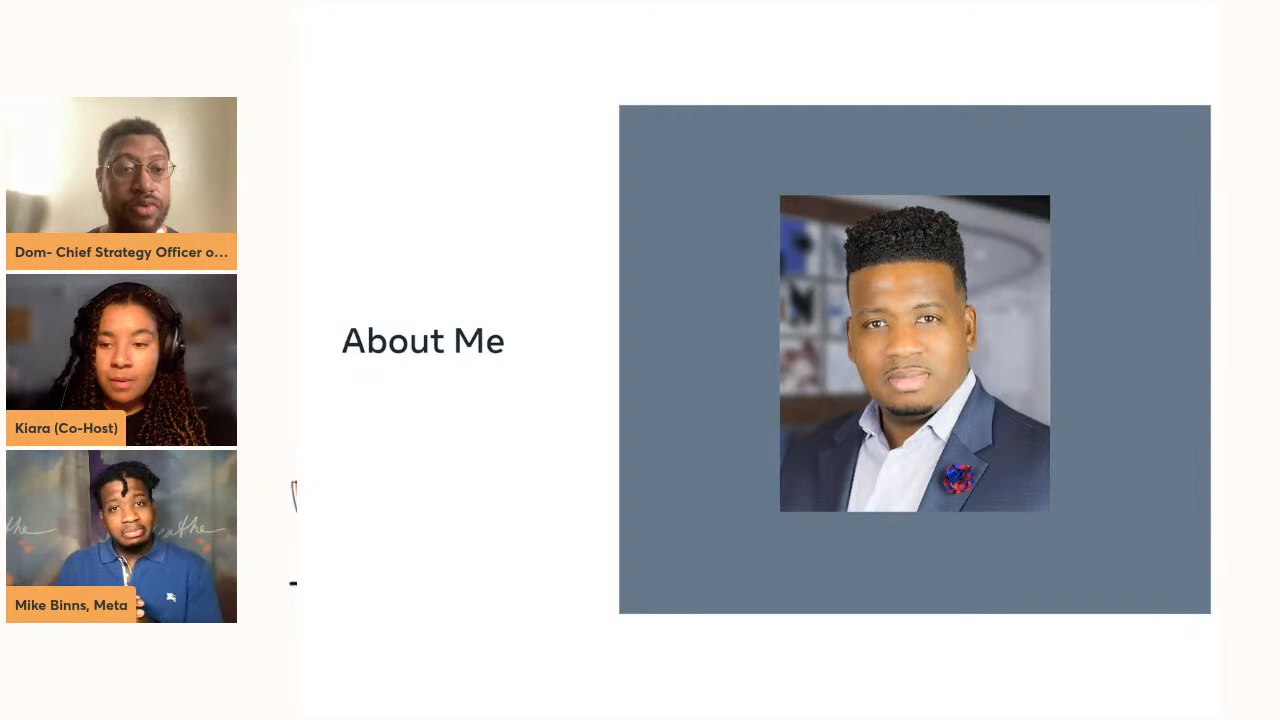 Dom- Chief Strategy Officer o...
Kiara (Co-Host)
Mike Binns, Meta
About Me